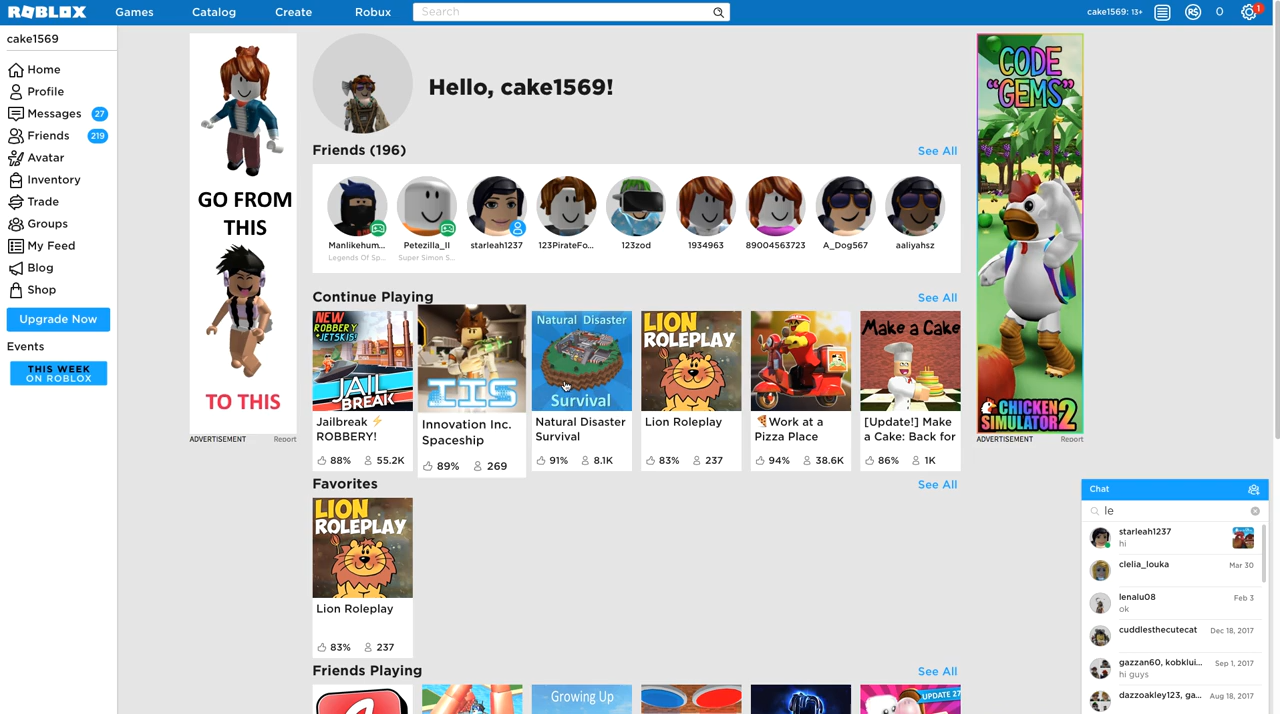 ROBLOX
Games
Catalog
Create
Robux
Search
cake1569: 13+
RS
0
1
cake1569
Home
Profile
Messages
27
Friends
219
Avatar
Inventory
Trade
Groups
My Feed
Blog
Shop
Upgrade Now
Events
THIS WEEK
ON ROBLOX
GO FROM
THIS
TO THIS
ADVERTISEMENT
Report
Hello, cake1569!
Friends (196)
See All
Manlikehum...
Legends Of Sp...
Petezilla_II
Super Simon S...
starleah1237
123PirateFo...
123zod
1934963
89004563723
A_Dog567
aaliyahsz
Continue Playing
See All
NEW
ROBBERY
+JETSKIS!
JAIL
BREAK
Jailbreak ⚡
ROBBERY!
88%
55.2K
IIS
Innovation Inc.
Spaceship
89%
269
Natural Disaster
Survival
Natural Disaster
Survival
91%
8.1K
LION
ROLEPLAY
Lion Roleplay
83%
237
🍕Work at a
Pizza Place
94%
38.6K
Make a Cake
[Update!] Make
a Cake: Back for
86%
1K
Favorites
See All
LION
ROLEPLAY
Lion Roleplay
83%
237
Friends Playing
See All
Growing Up
UPDATE 27
CODE
"GEMS"
CHICKEN
SIMULATOR 2
ADVERTISEMENT
Report
Chat
le
starleah1237
hi
clelia_louka
Mar 30
lenalu08
Feb 3
ok
cuddlesthecutecat
Dec 18, 2017
gazzan60, kobklui...
Sep 1, 2017
hi guys
dazzoakley123, ga...
Aug 18, 2017